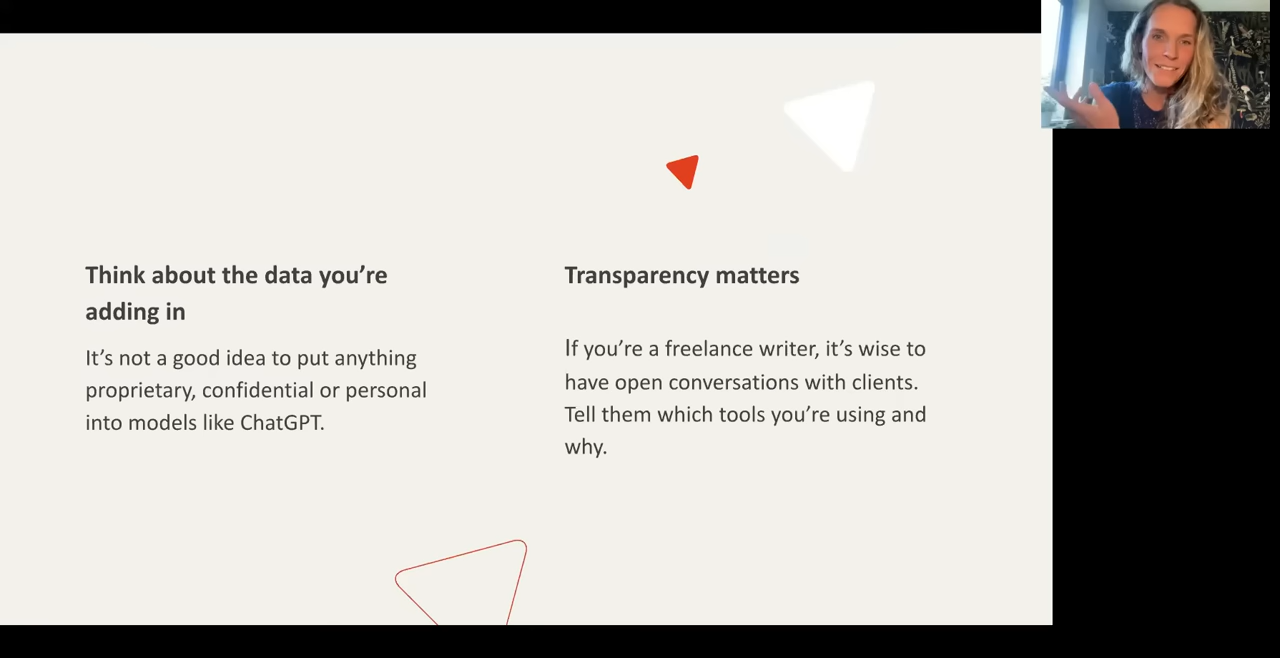 Think about the data you’re
adding in
It’s not a good idea to put anything
proprietary, confidential or personal
into models like ChatGPT.
Transparency matters
If you’re a freelance writer, it’s wise to
have open conversations with clients.
Tell them which tools you’re using and
why.